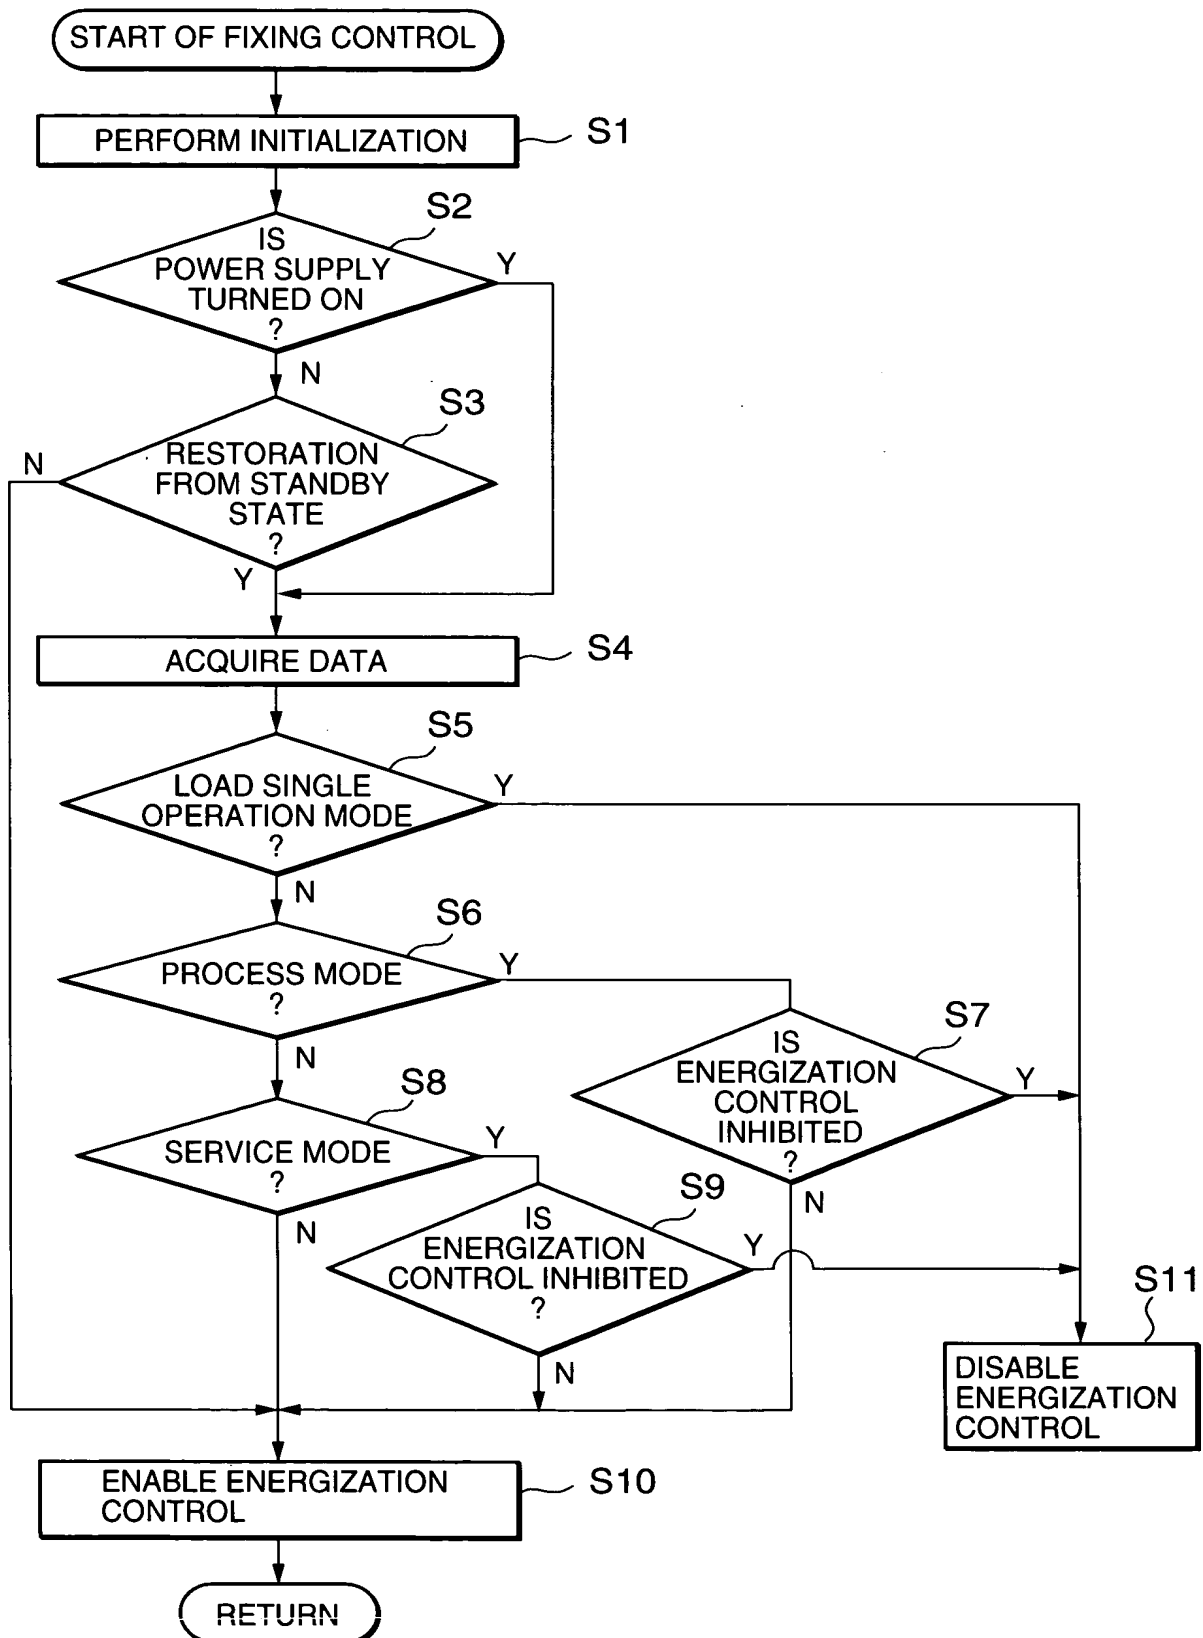 START OF FIXING CONTROL
PERFORM INITIALIZATION
S1
S2
IS
POWER SUPPLY
TURNED ON
?
Y
N
S3
RESTORATION
FROM STANDBY
STATE
?
N
Y
ACQUIRE DATA
S4
S5
LOAD SINGLE
OPERATION MODE
?
Y
N
S6
PROCESS MODE
?
Y
N
S7
IS
ENERGIZATION
CONTROL
INHIBITED
?
Y
N
S8
SERVICE MODE
?
Y
N
S9
IS
ENERGIZATION
CONTROL INHIBITED
?
Y
N
S11
DISABLE
ENERGIZATION
CONTROL
ENABLE ENERGIZATION
CONTROL
S10
RETURN